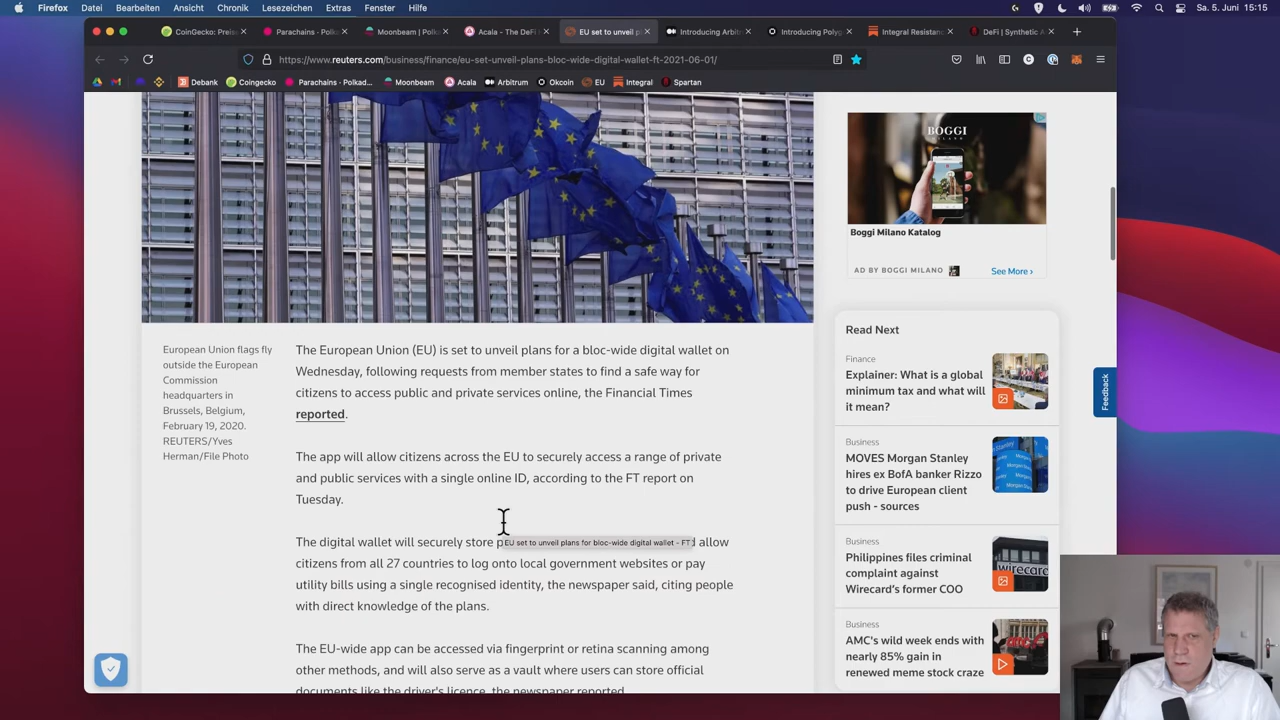 Firefox Datei Bearbeiten Ansicht Chronik Lesezeichen Extras Fenster Hilfe Sa. 5. Juni 15:15
CoinGecko: Preise Parachains · Polkad Moonbeam | Polk Acala - The DeFi EU set to unveil p Introducing Arbitr Introducing Polyg Integral Resistanc DeFi | Synthetic A
https://www.reuters.com/business/finance/eu-set-unveil-plans-bloc-wide-digital-wallet-ft-2021-06-01/
Debank Coingecko Parachains - Polkad... Moonbeam Acala Arbitrum Okcoin EU Integral Spartan
BOGGI
MILANO
Boggi Milano Katalog
AD BY BOGGI MILANO See More ›
European Union flags fly
outside the European
Commission
headquarters in
Brussels, Belgium,
February 19, 2020.
REUTERS/Yves
Herman/File Photo
The European Union (EU) is set to unveil plans for a bloc-wide digital wallet on
Wednesday, following requests from member states to find a safe way for
citizens to access public and private services online, the Financial Times
reported.
The app will allow citizens across the EU to securely access a range of private
and public services with a single online ID, according to the FT report on
Tuesday.
The digital wallet will securely store allow
EU set to unveil plans for bloc-wide digital wallet - FT
citizens from all 27 countries to log onto local government websites or pay
utility bills using a single recognised identity, the newspaper said, citing people
with direct knowledge of the plans.
The EU-wide app can be accessed via fingerprint or retina scanning among
other methods, and will also serve as a vault where users can store official
documents like the driver's licence, the newspaper reported.
Read Next
Finance
Explainer: What is a global
minimum tax and what will
it mean?
Business
MOVES Morgan Stanley
hires ex BofA banker Rizzo
to drive European client
push - sources
Business
Philippines files criminal
complaint against
Wirecard's former COO
wirecard
Business
AMC's wild week ends with
nearly 85% gain in
renewed meme stock craze
Feedback